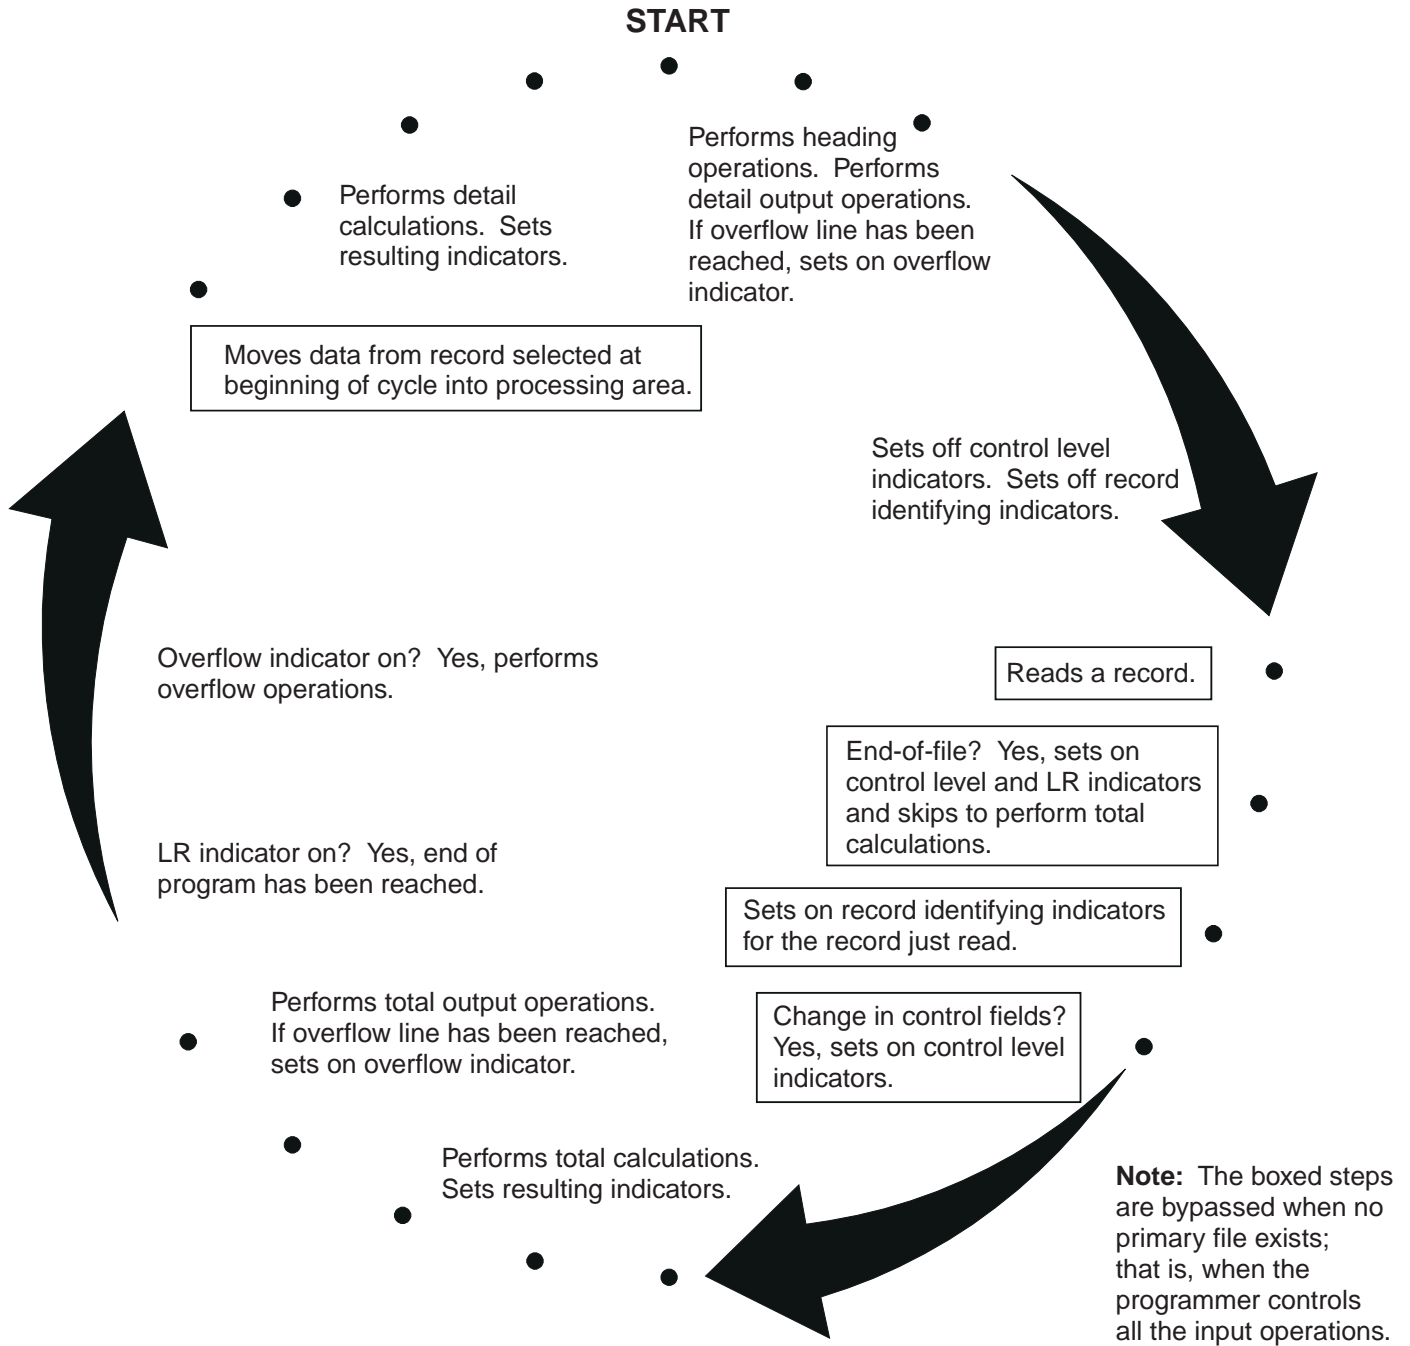 START
Performs heading
operations.  Performs
detail output operations.
If overflow line has been
reached, sets on overflow
indicator.
Sets off control level
indicators.  Sets off record
identifying indicators.
Reads a record.
End-of-file?  Yes, sets on
control level and LR indicators
and skips to perform total
calculations.
Sets on record identifying indicators
for the record just read.
Change in control fields?
Yes, sets on control level
indicators.
Performs total calculations.
Sets resulting indicators.
Performs total output operations.
If overflow line has been reached,
sets on overflow indicator.
LR indicator on?  Yes, end of
program has been reached.
Overflow indicator on?  Yes, performs
overflow operations.
Moves data from record selected at
beginning of cycle into processing area.
Performs detail
calculations.  Sets
resulting indicators.
Note:  The boxed steps
are bypassed when no
primary file exists;
that is, when the
programmer controls
all the input operations.